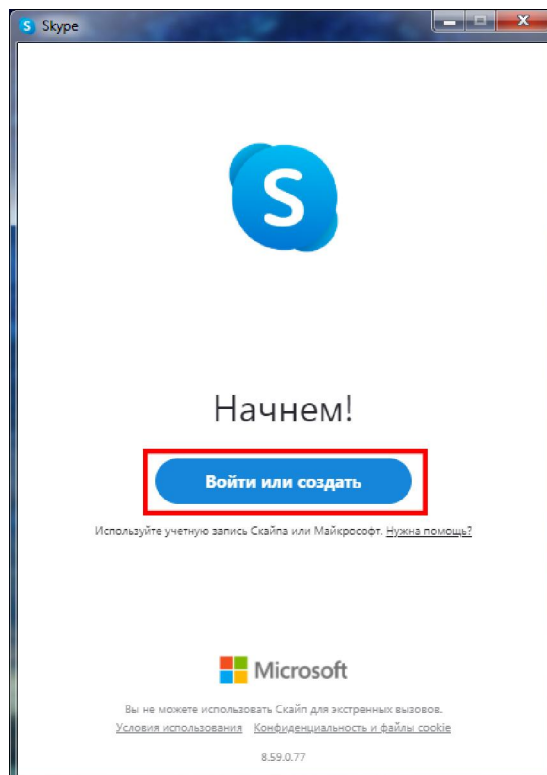 Skype
S
Начнем!
Войти или создать
Используйте учетную запись Скайпа или Майкрософт. Нужна помощь?
Microsoft
Вы не можете использовать Скайп для экстренных вызовов.
Условия использования Конфиденциальность и файлы cookie
8.59.0.77